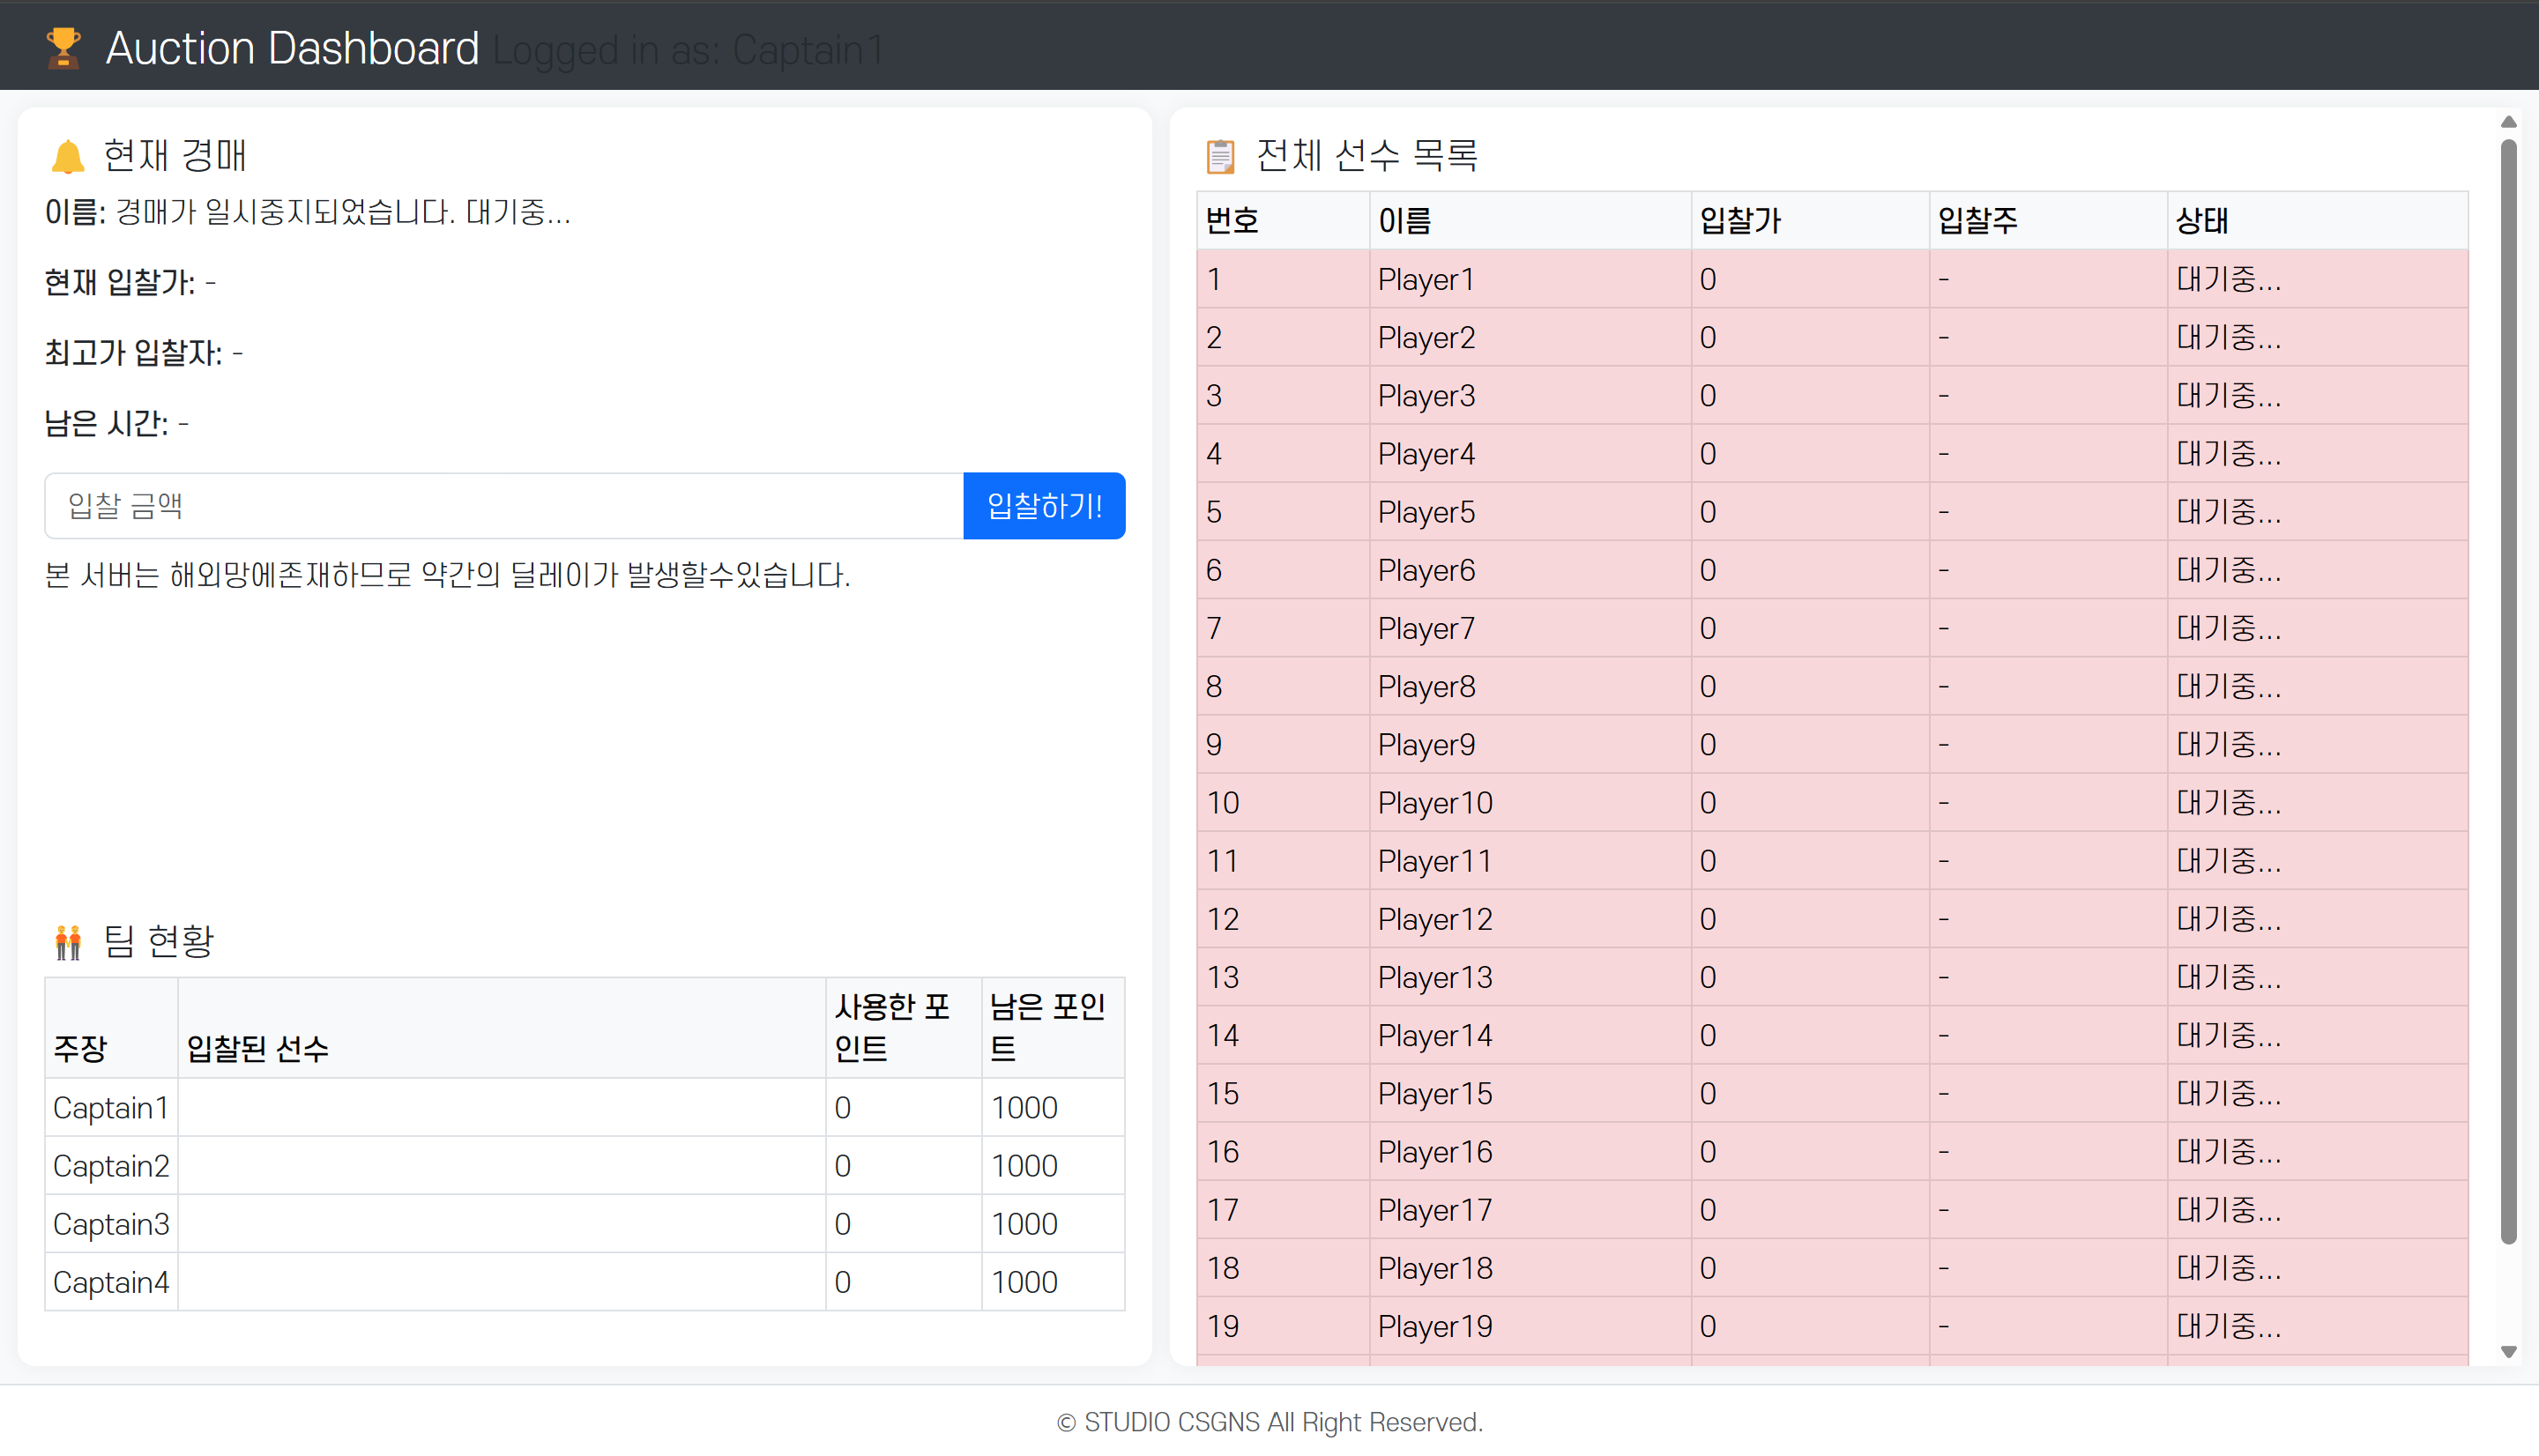 Auction Dashboard Logged in as: Captain1
현재 경매
이름: 경매가 일시중지되었습니다. 대기중...
현재 입찰가: -
최고가 입찰자: -
남은 시간: -
입찰 금액 입찰하기!
본 서버는 해외망에존재하므로 약간의 딜레이가 발생할수있습니다.
팀 현황
주장 입찰된 선수 사용한 포인트 남은 포인트
Captain1 0 1000
Captain2 0 1000
Captain3 0 1000
Captain4 0 1000
전체 선수 목록
번호 이름 입찰가 입찰주 상태
1 Player1 0 - 대기중...
2 Player2 0 - 대기중...
3 Player3 0 - 대기중...
4 Player4 0 - 대기중...
5 Player5 0 - 대기중...
6 Player6 0 - 대기중...
7 Player7 0 - 대기중...
8 Player8 0 - 대기중...
9 Player9 0 - 대기중...
10 Player10 0 - 대기중...
11 Player11 0 - 대기중...
12 Player12 0 - 대기중...
13 Player13 0 - 대기중...
14 Player14 0 - 대기중...
15 Player15 0 - 대기중...
16 Player16 0 - 대기중...
17 Player17 0 - 대기중...
18 Player18 0 - 대기중...
19 Player19 0 - 대기중...
© STUDIO CSGNS All Right Reserved.